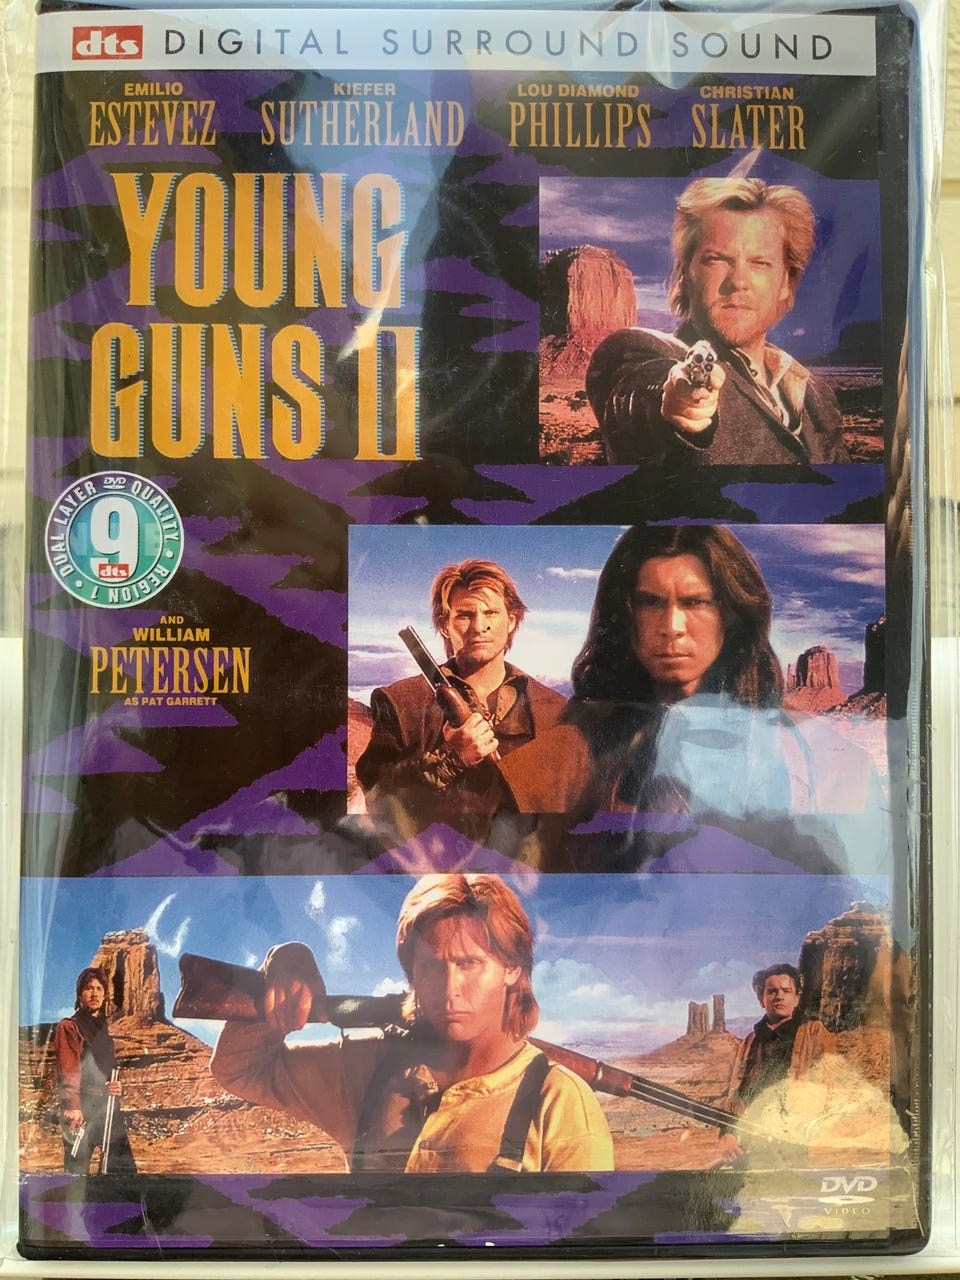 dts DIGITAL SURROUND SOUND
EMILIO
ESTEVEZ
KIEFER
SUTHERLAND
LOU DIAMOND
PHILLIPS
CHRISTIAN
SLATER
YOUNG
GUNS II
DUAL LAYER DVD QUALITY • REGION 1 •
9
dts
AND
WILLIAM
PETERSEN
AS PAT GARRETT
DVD
VIDEO